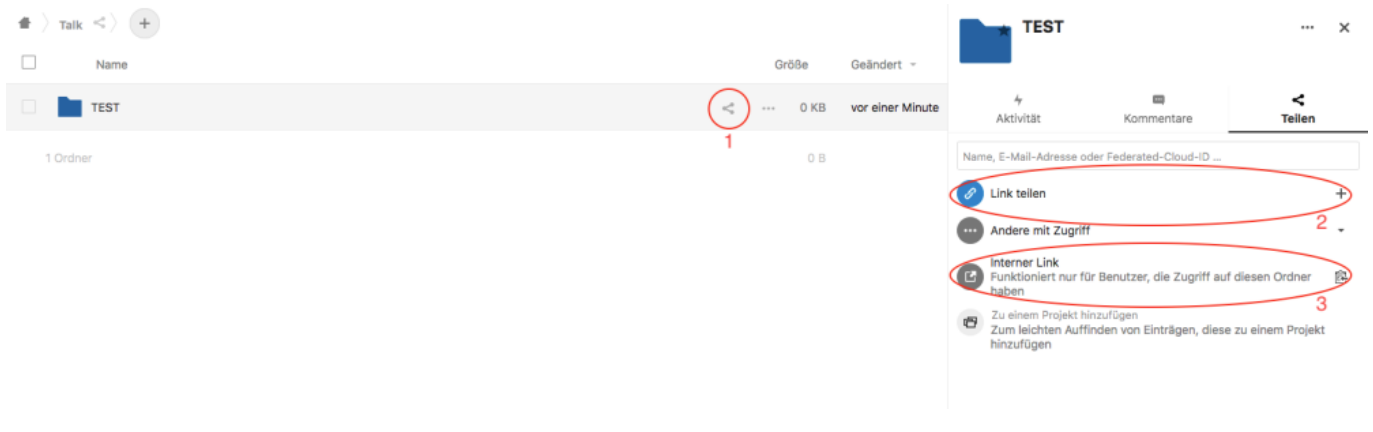 Talk
Name
Größe
Geändert
TEST
0 KB
vor einer Minute
1
1 Ordner
0 B
TEST
Aktivität
Kommentare
Teilen
Name, E-Mail-Adresse oder Federated-Cloud-ID ...
Link teilen
2
Andere mit Zugriff
Interner Link
Funktioniert nur für Benutzer, die Zugriff auf diesen Ordner
haben
3
Zu einem Projekt hinzufügen
Zum leichten Auffinden von Einträgen, diese zu einem Projekt
hinzufügen